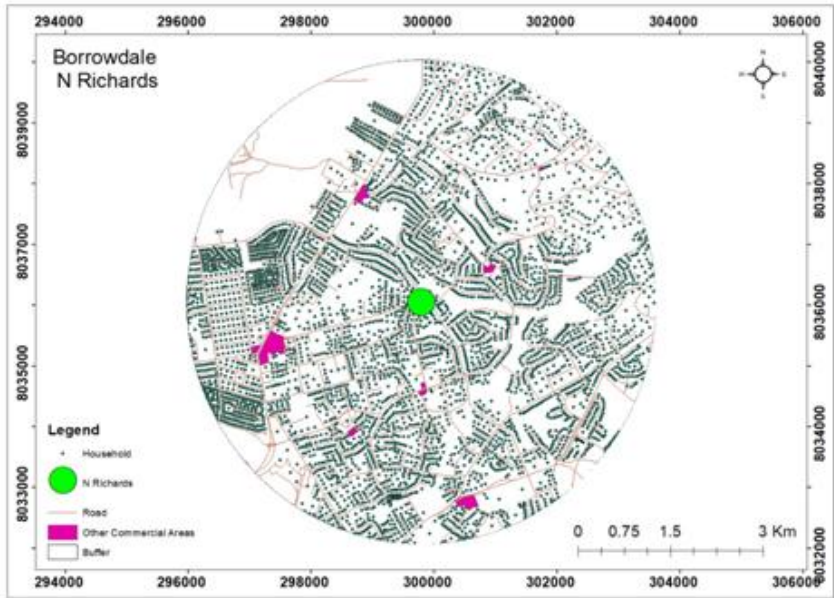 294000 296000 298000 300000 302000 304000 306000
Borrowdale
N Richards
N
W E
S
8039000
8037000
8035000
8033000
8040000
8038000
8036000
8034000
8032000
Legend
Household
N Richards
Road
Other Commercial Areas
Buffer
0 0.75 1.5 3 Km
294000 296000 298000 300000 302000 304000 306000